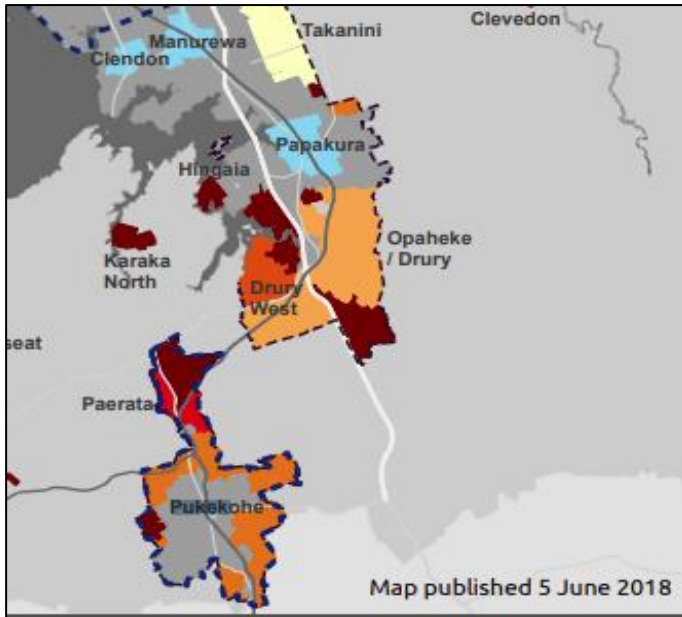 Takanini
Clevedon
Manurewa
Clendon
Papakura
Hingaia
Opaheke
/ Drury
Karaka
North
Drury
West
seat
Paerata
Pukekohe
Map published 5 June 2018